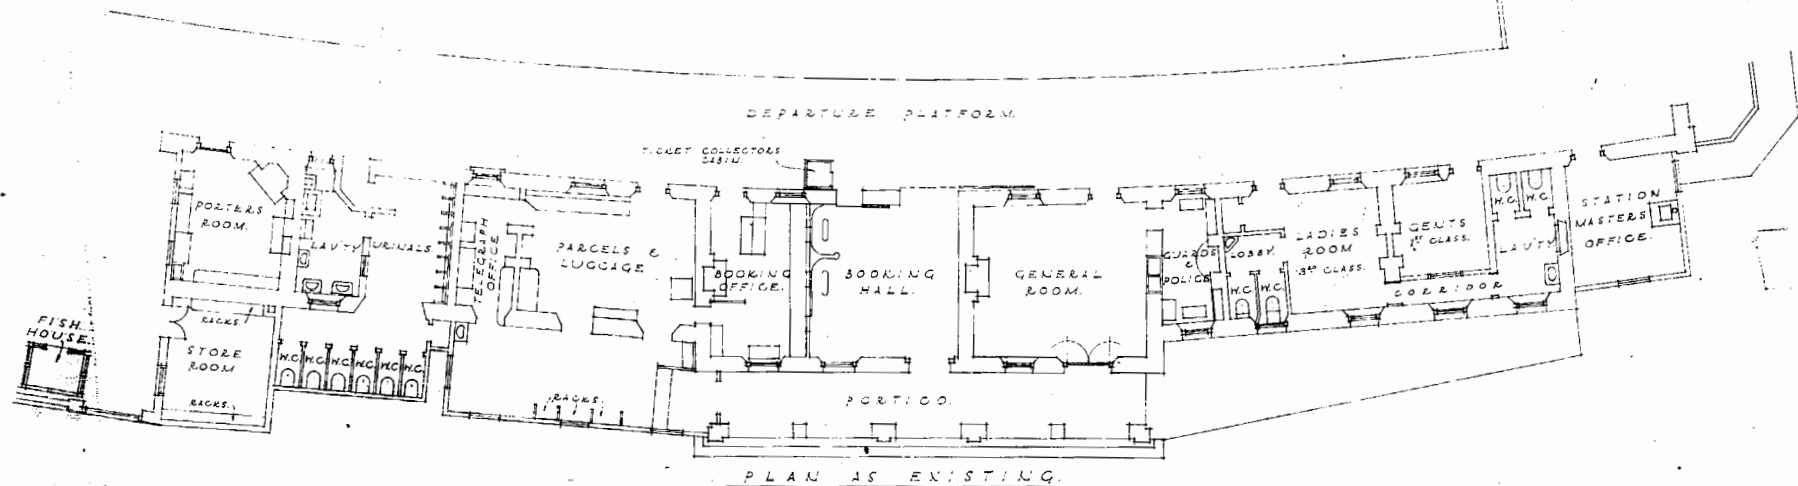 DEPARTURE PLATFORM.
TICKET COLLECTORS
CABIN.
PORTERS
ROOM.
LAV'TY
URINALS.
TELEGRAPH
OFFICE
PARCELS &
LUGGAGE
BOOKING
OFFICE.
BOOKING
HALL.
GENERAL
ROOM.
GUARDS
&
POLICE
LOBBY.
W.C.
W.C.
LADIES
ROOM
3RD CLASS.
GENTS
1ST CLASS.
W.C.
W.C.
LAV'TY
CORRIDOR
STATION
MASTERS
OFFICE.
FISH
HOUSE.
RACKS.
STORE
ROOM
RACKS.
W.C.
W.C.
W.C.
W.C.
W.C.
W.C.
RACKS.
PORTICO.
PLAN AS EXISTING.